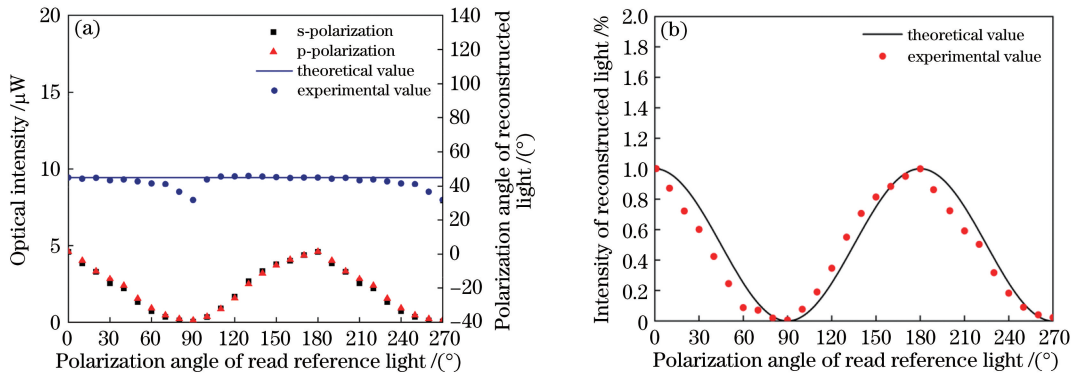 (a)
s-polarization
p-polarization
theoretical value
experimental value
Optical intensity /μW
20
15
10
5
0
0 30 60 90 120 150 180 210 240 270
Polarization angle of read reference light /(°)
140
120
100
80
60
40
20
0
−20
−40
Polarization angle of reconstructed
light /(°)
(b)
theoretical value
experimental value
Intensity of reconstructed light /%
2.0
1.8
1.6
1.4
1.2
1.0
0.8
0.6
0.4
0.2
0
0 30 60 90 120 150 180 210 240 270
Polarization angle of read reference light /(°)